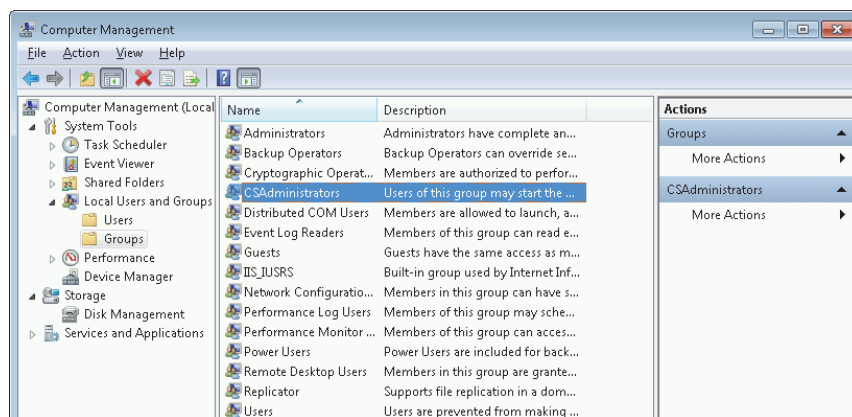 Computer Management
File Action View Help
Computer Management (Local
System Tools
Task Scheduler
Event Viewer
Shared Folders
Local Users and Groups
Users
Groups
Performance
Device Manager
Storage
Disk Management
Services and Applications
Name Description
Administrators Administrators have complete an...
Backup Operators Backup Operators can override se...
Cryptographic Operat... Members are authorized to perfor...
CSAdministrators Users of this group may start the ...
Distributed COM Users Members are allowed to launch, a...
Event Log Readers Members of this group can read e...
Guests Guests have the same access as m...
IIS_IUSRS Built-in group used by Internet Inf...
Network Configuratio... Members in this group can have s...
Performance Log Users Members of this group may sche...
Performance Monitor ... Members of this group can acces...
Power Users Power Users are included for back...
Remote Desktop Users Members in this group are grante...
Replicator Supports file replication in a dom...
Users Users are prevented from making ...
Actions
Groups
More Actions
CSAdministrators
More Actions